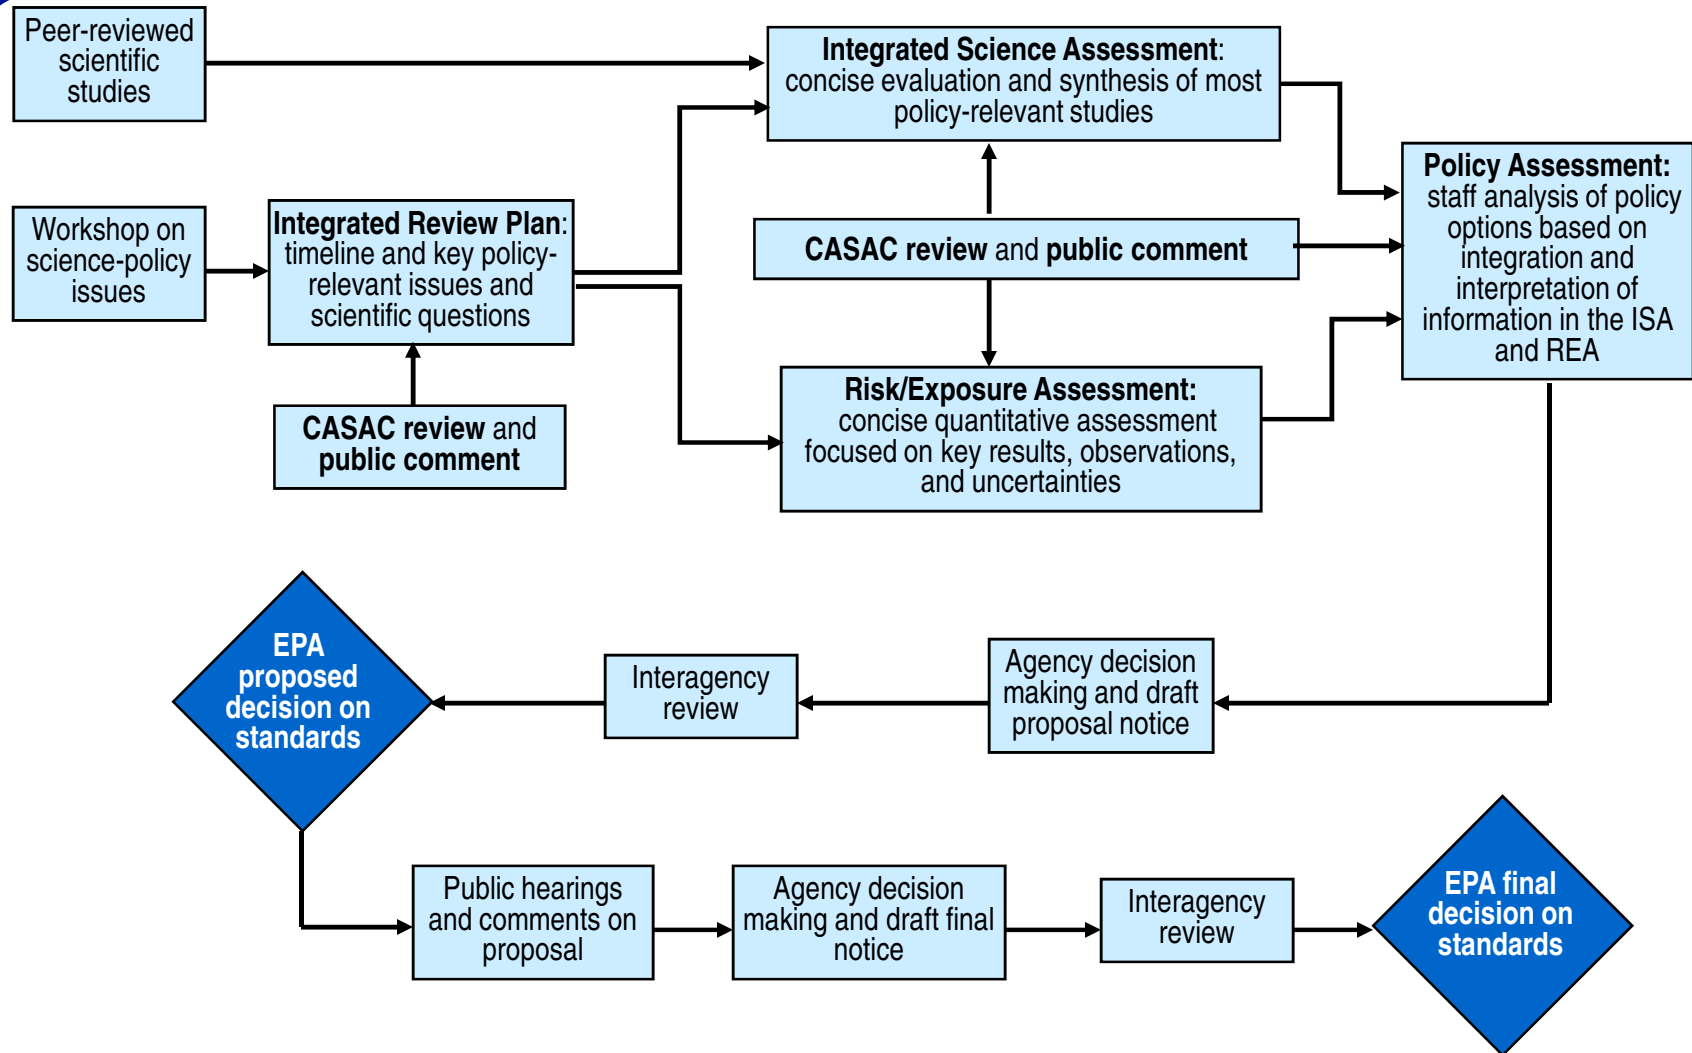 Peer-reviewed
scientific
studies
Integrated Science Assessment:
concise evaluation and synthesis of most
policy-relevant studies
Workshop on
science-policy
issues
Integrated Review Plan:
timeline and key policy-
relevant issues and
scientific questions
CASAC review and
public comment
CASAC review and public comment
Risk/Exposure Assessment:
concise quantitative assessment
focused on key results, observations,
and uncertainties
Policy Assessment:
staff analysis of policy
options based on
integration and
interpretation of
information in the ISA
and REA
Agency decision
making and draft
proposal notice
Interagency
review
EPA
proposed
decision on
standards
Public hearings
and comments on
proposal
Agency decision
making and draft final
notice
Interagency
review
EPA final
decision on
standards